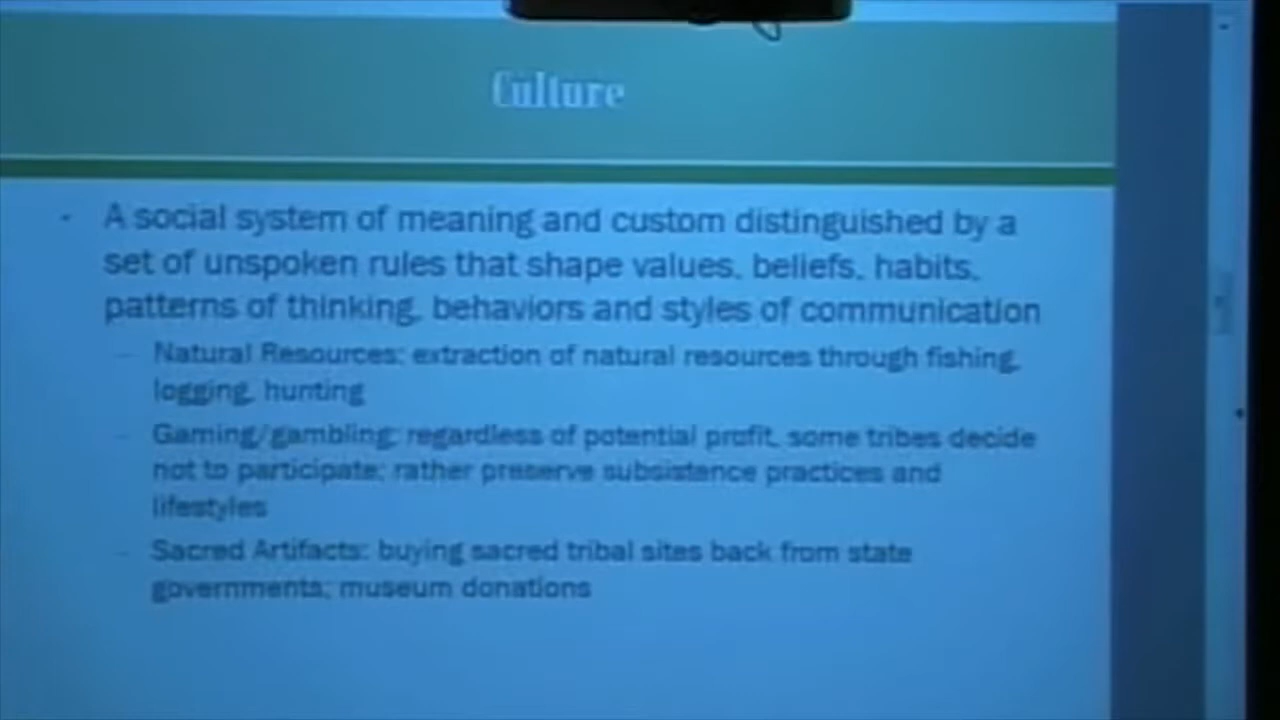 Culture
- A social system of meaning and custom distinguished by a
set of unspoken rules that shape values, beliefs, habits,
patterns of thinking, behaviors and styles of communication
– Natural Resources: extraction of natural resources through fishing,
logging, hunting
– Gaming/gambling: regardless of potential profit, some tribes decide
not to participate; rather preserve subsistence practices and
lifestyles
– Sacred Artifacts: buying sacred tribal sites back from state
governments; museum donations